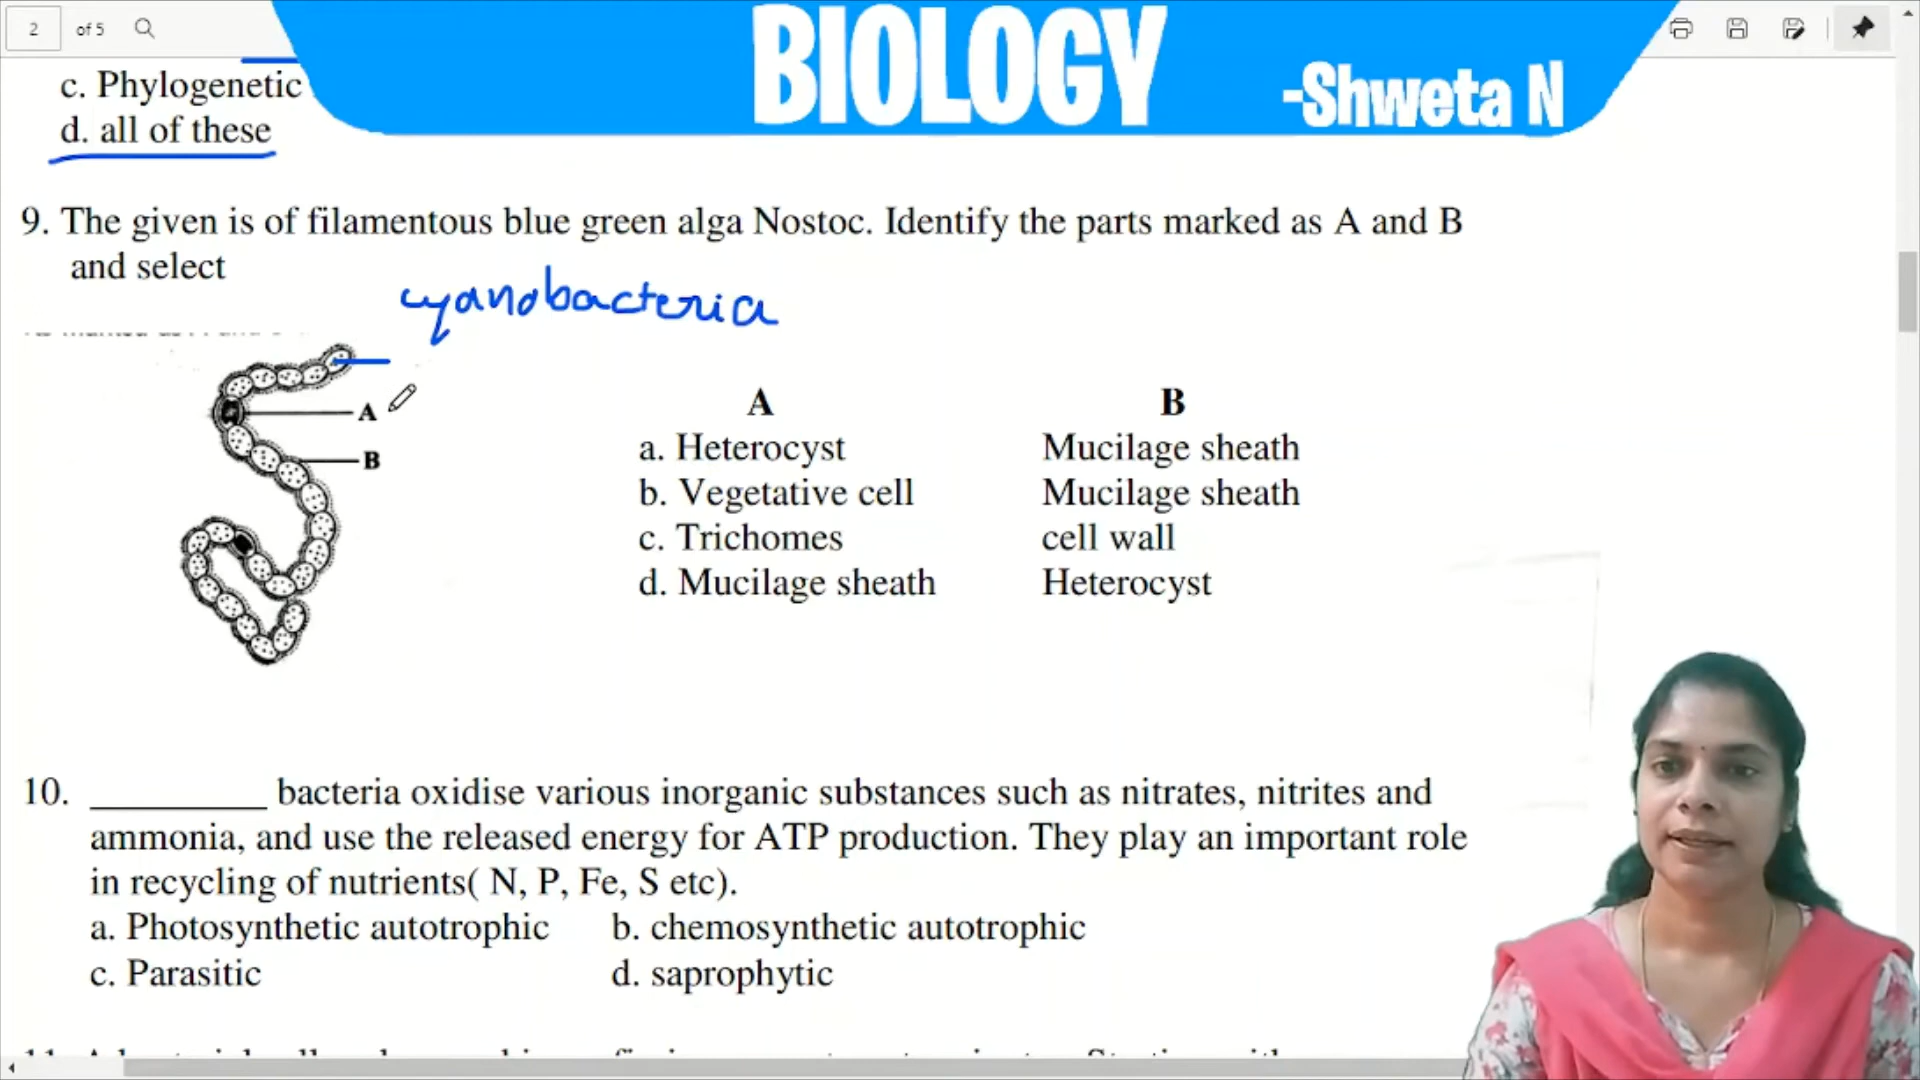 2 of 5
BIOLOGY
-Shweta N
c. Phylogenetic
d. all of these
9. The given is of filamentous blue green alga Nostoc. Identify the parts marked as A and B
and select
cyanobacteria
A
B
A B
a. Heterocyst Mucilage sheath
b. Vegetative cell Mucilage sheath
c. Trichomes cell wall
d. Mucilage sheath Heterocyst
10. __________ bacteria oxidise various inorganic substances such as nitrates, nitrites and
ammonia, and use the released energy for ATP production. They play an important role
in recycling of nutrients( N, P, Fe, S etc).
a. Photosynthetic autotrophic b. chemosynthetic autotrophic
c. Parasitic d. saprophytic